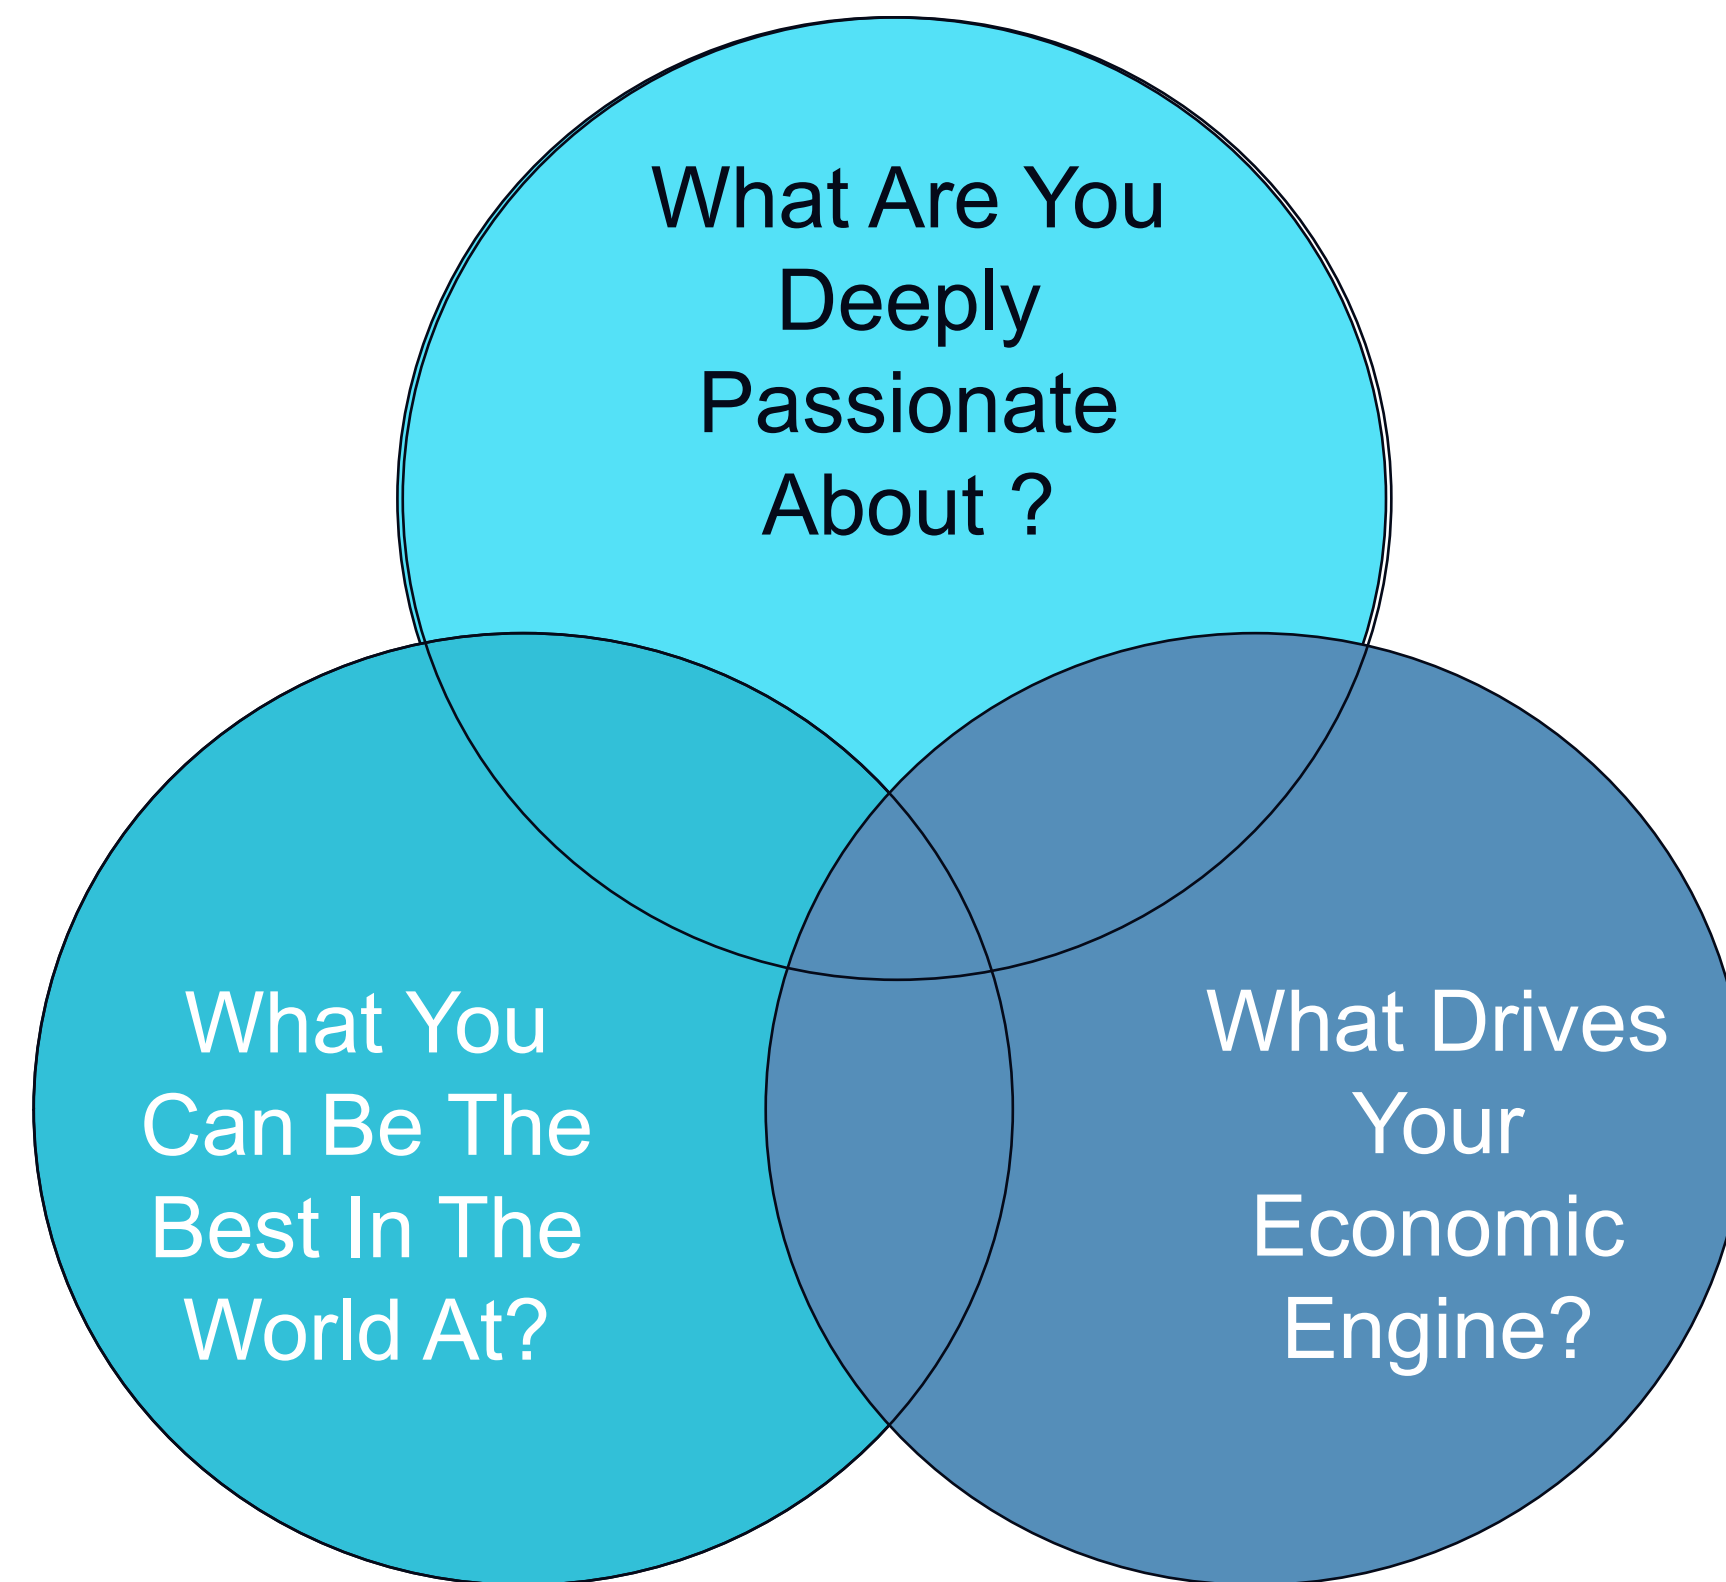 What Are You
Deeply
Passionate
About ?
What You
Can Be The
Best In The
World At?
What Drives
Your
Economic
Engine?